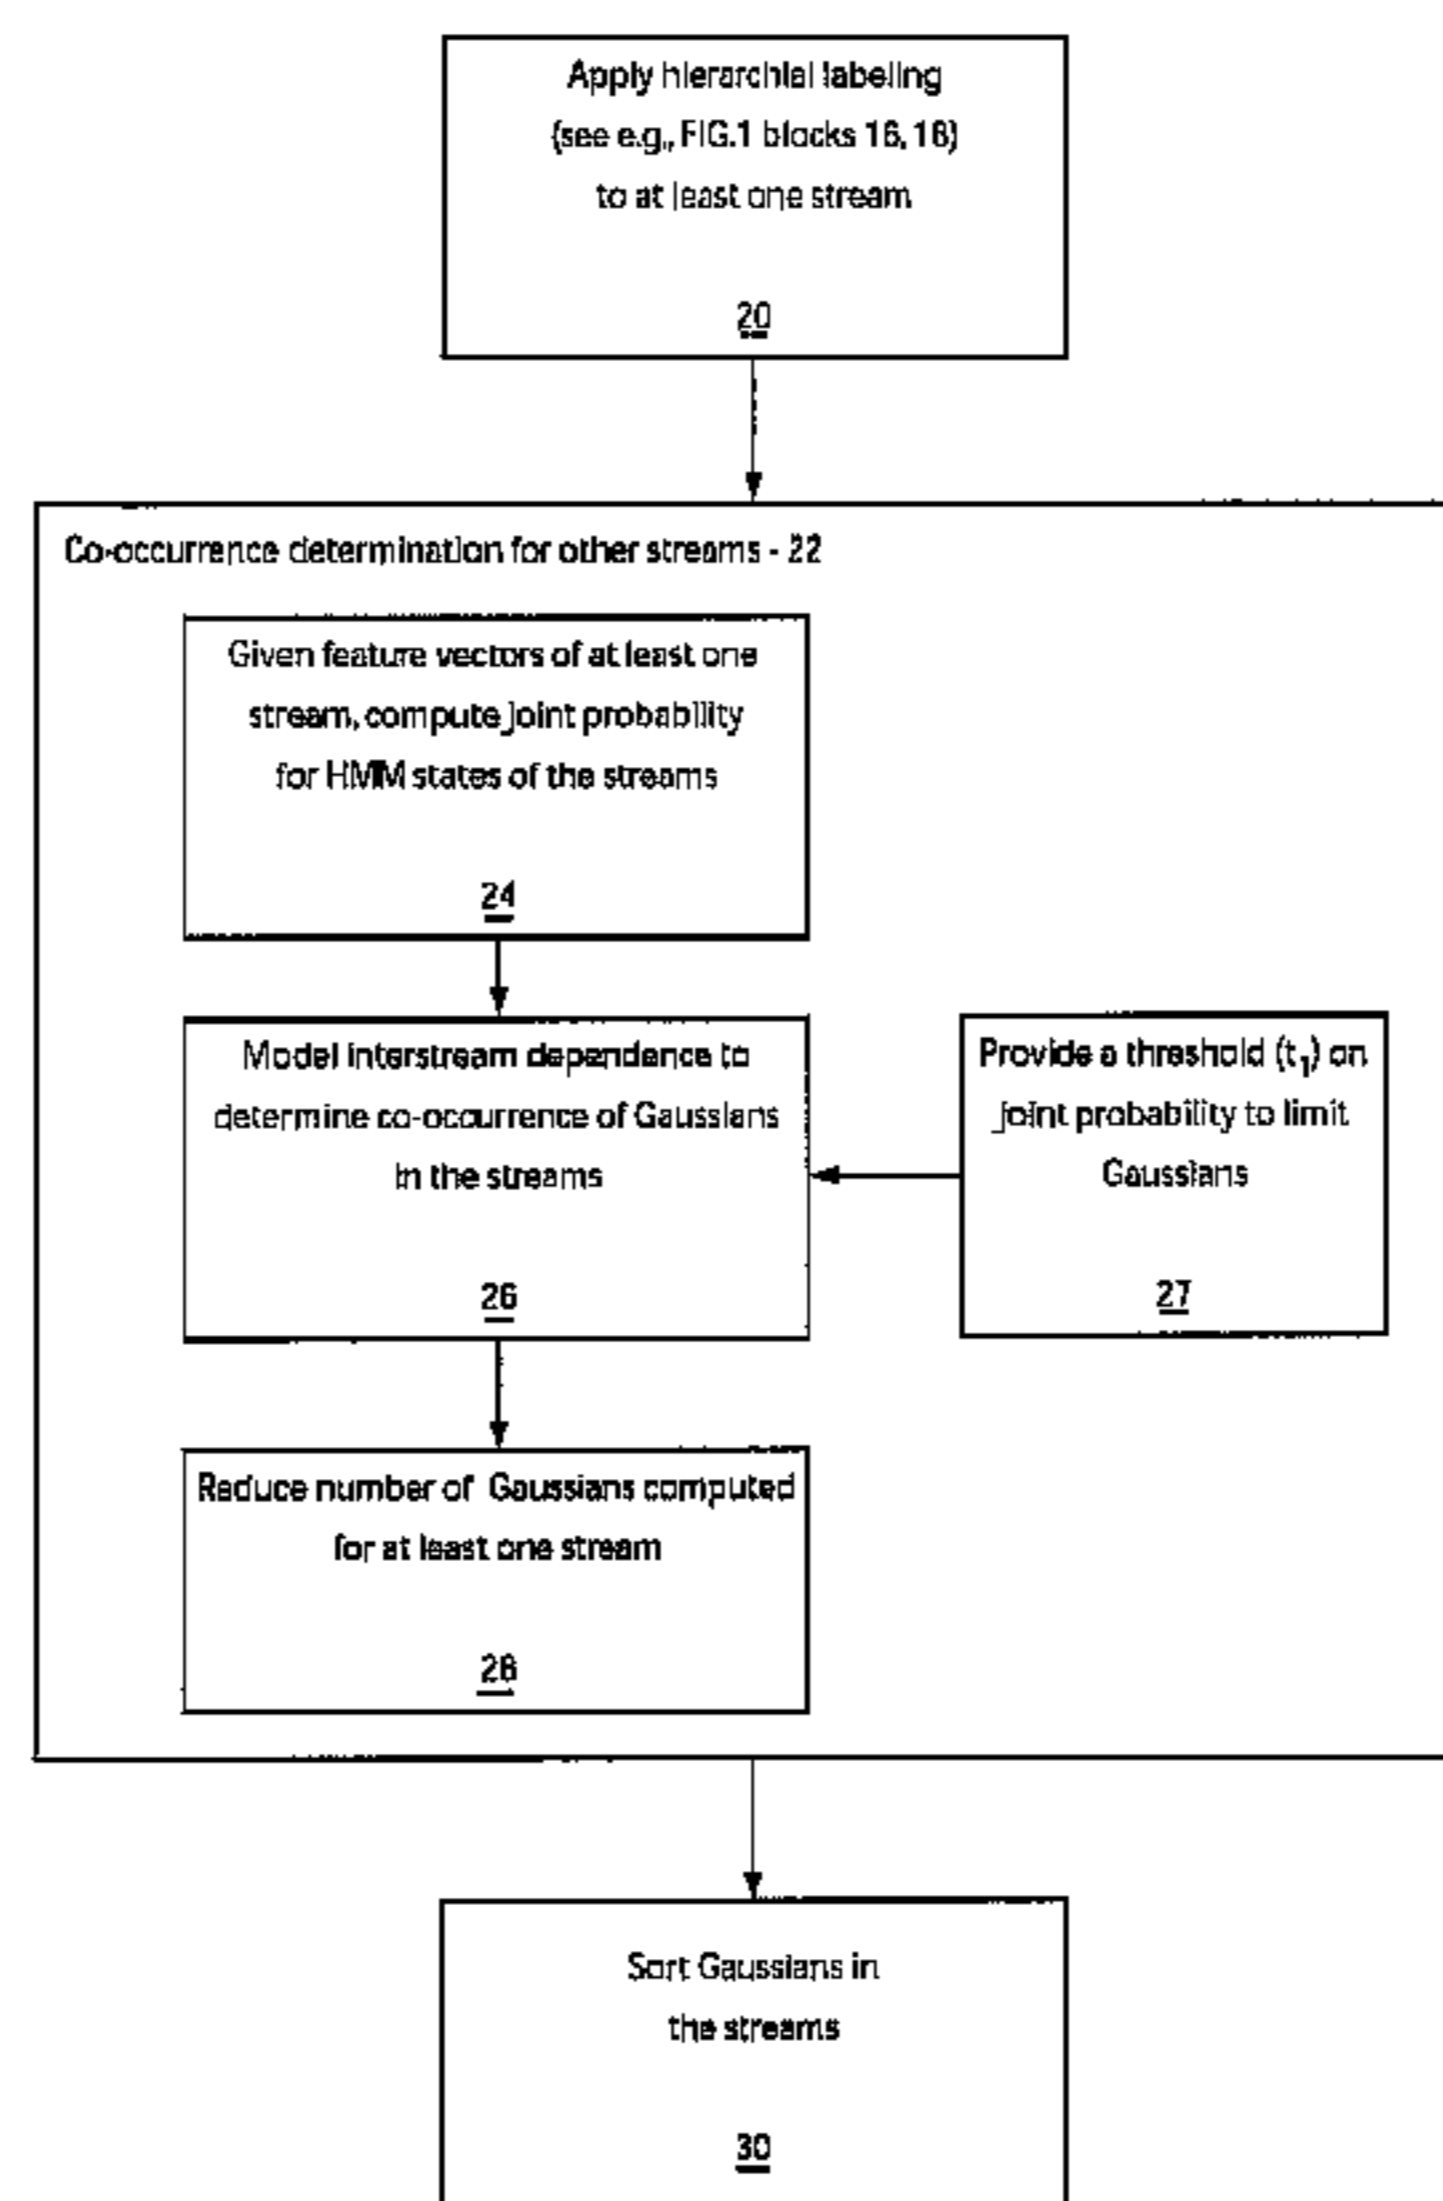 Apply hierarchial labeling
(see e.g., FIG.1 blocks 16, 18)
to at least one stream
20
Co-occurrence determination for other streams - 22
Given feature vectors of at least one
stream, compute joint probability
for HMM states of the streams
24
Model interstream dependence to
determine co-occurrence of Gaussians
in the streams
26
Provide a threshold (t1) on
joint probability to limit
Gaussians
27
Reduce number of Gaussians computed
for at least one stream
28
Sort Gaussians in
the streams
30